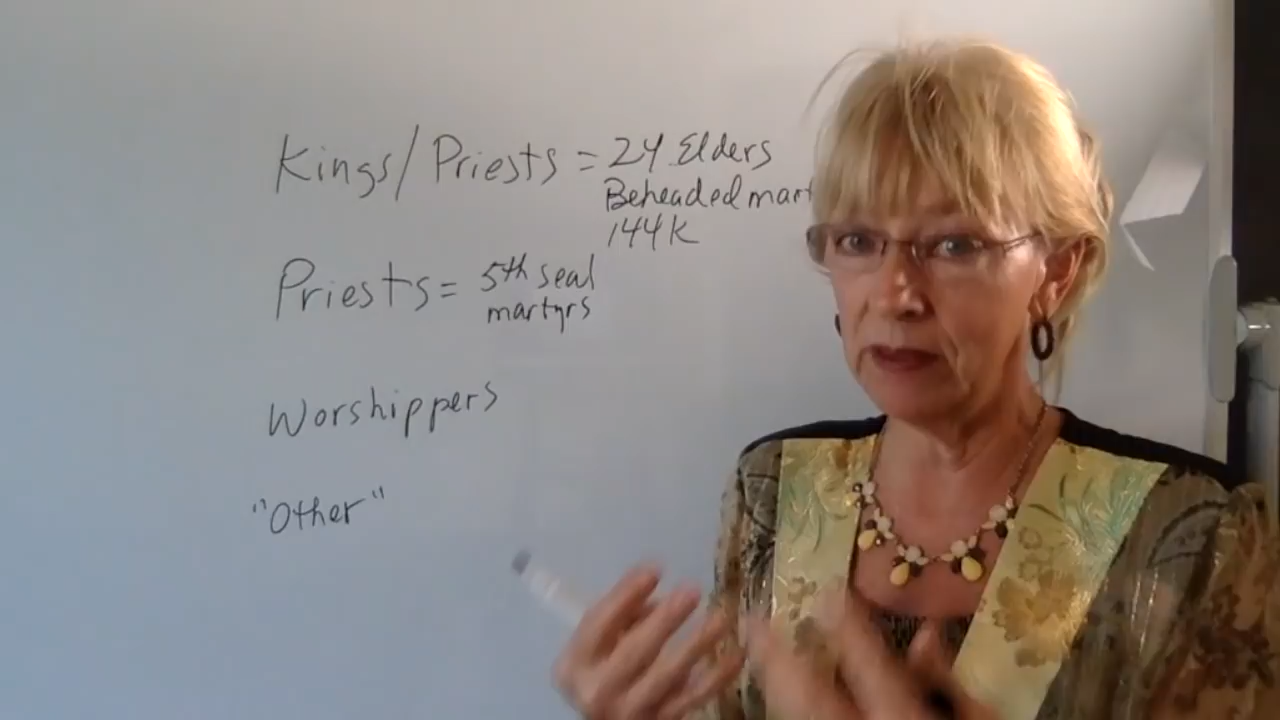 Kings/Priests = 24 Elders
Beheaded mart
144K
Priests = 5th seal
martyrs
Worshippers
"Other"